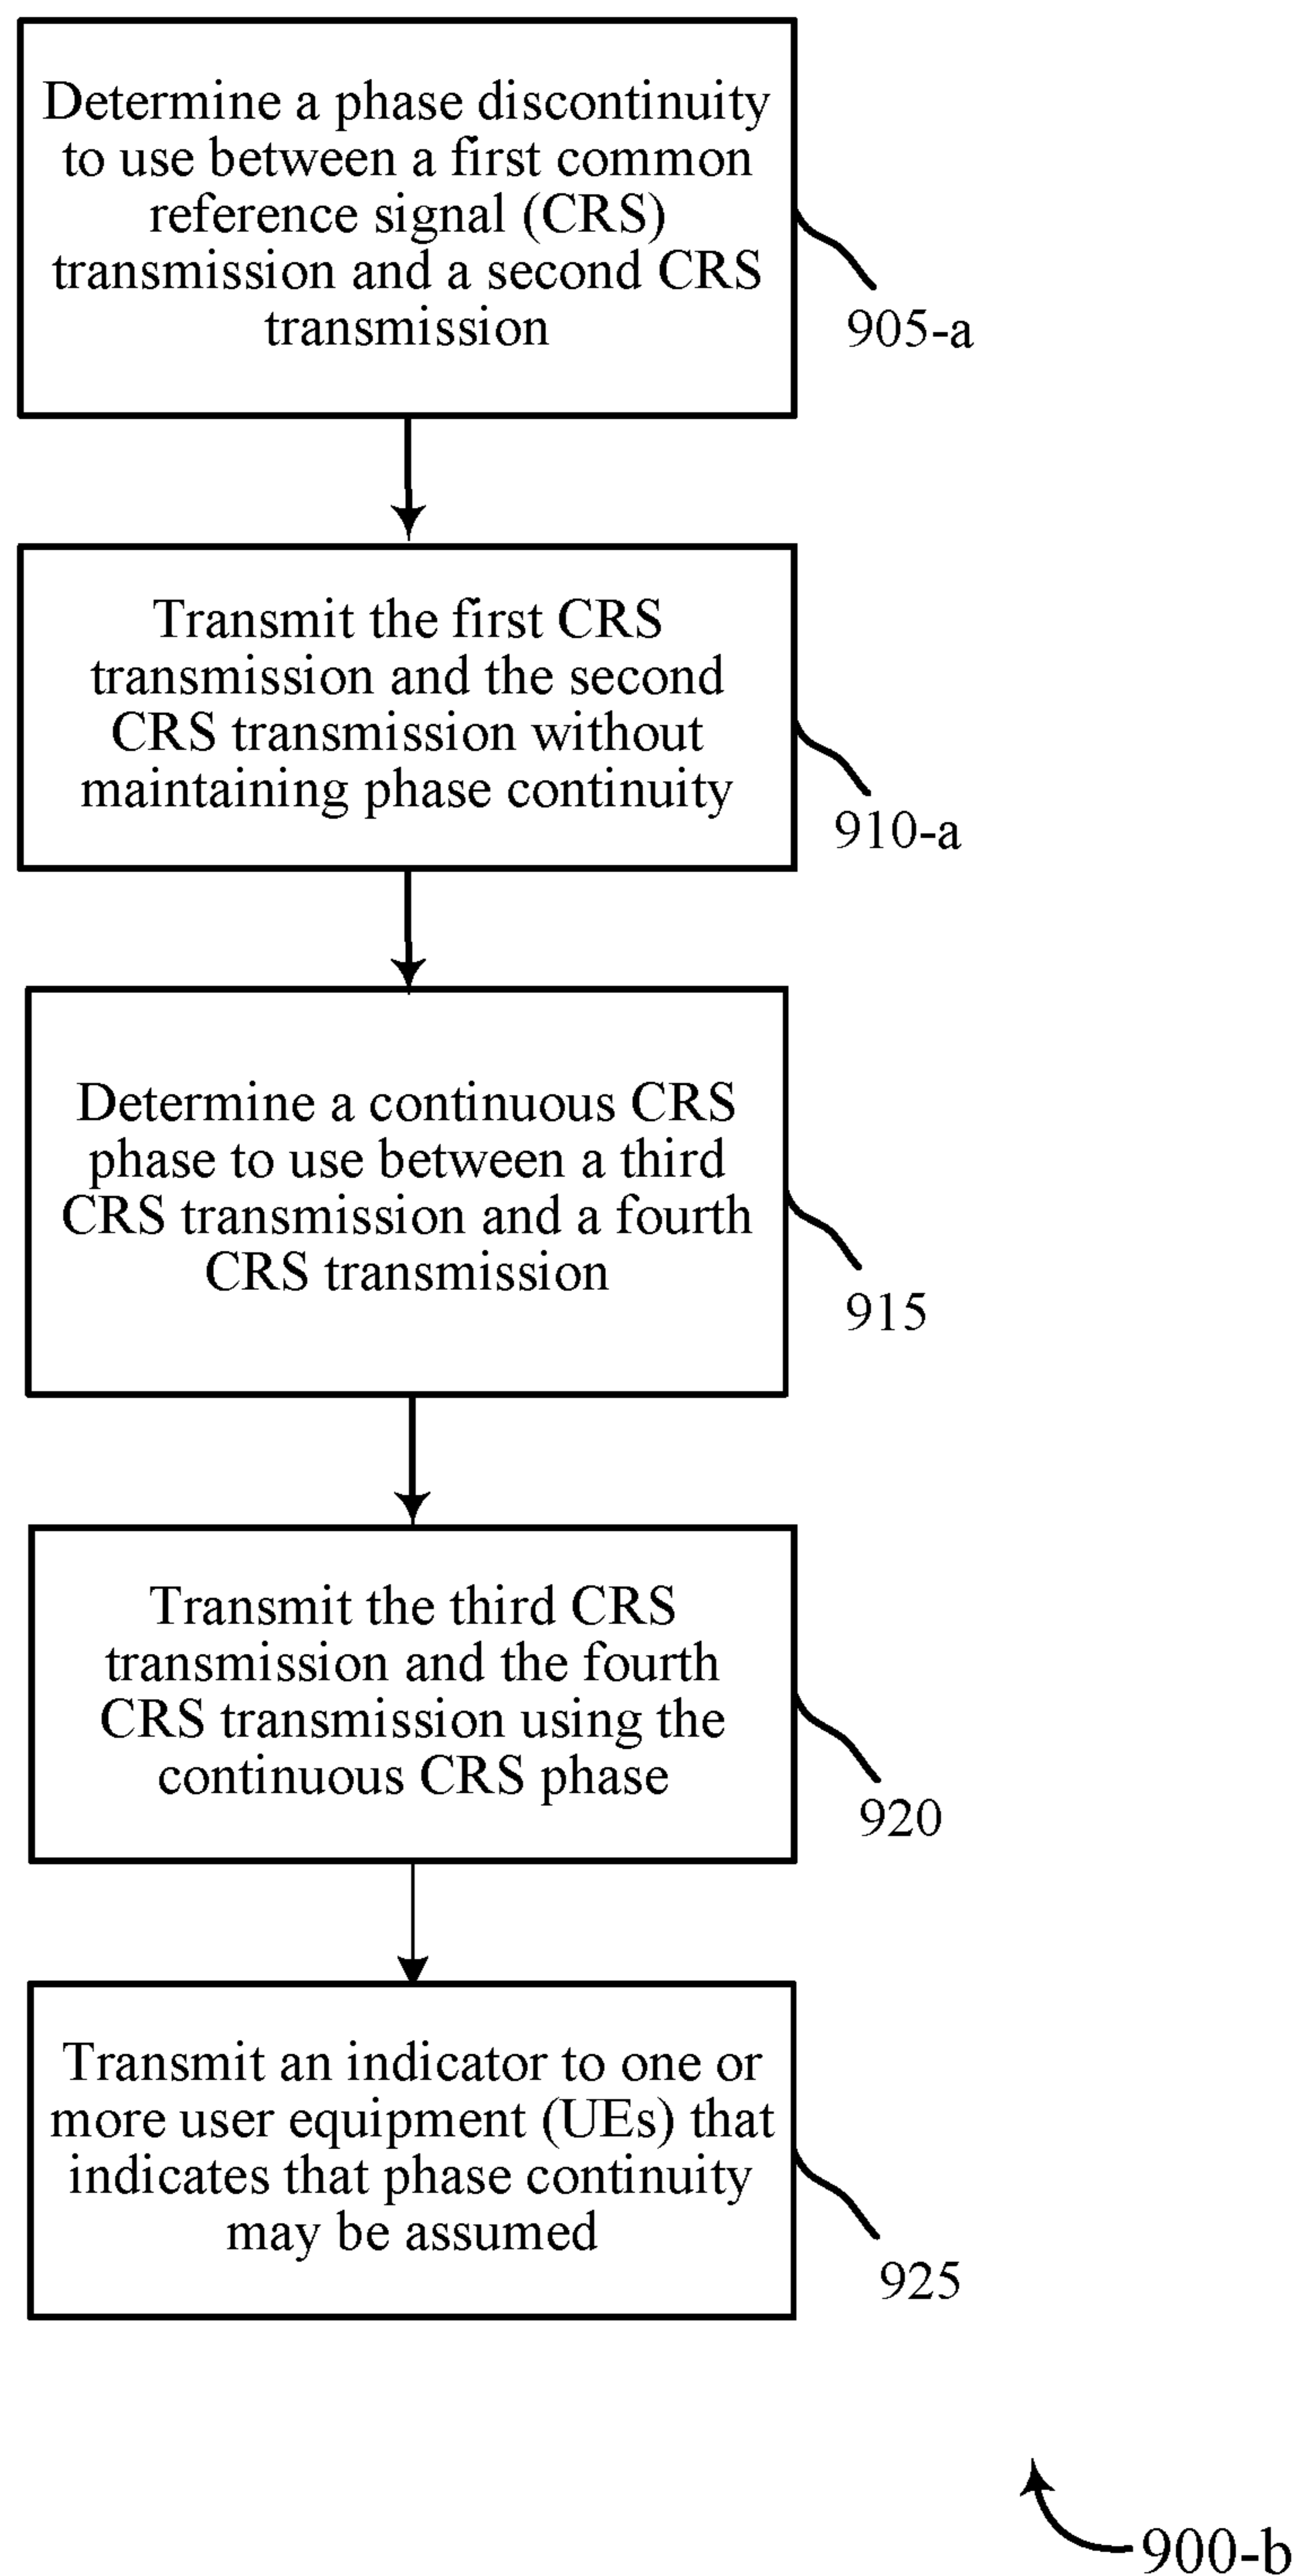 Determine a phase discontinuity
to use between a first common
reference signal (CRS)
transmission and a second CRS
transmission
905-a
Transmit the first CRS
transmission and the second
CRS transmission without
maintaining phase continuity
910-a
Determine a continuous CRS
phase to use between a third
CRS transmission and a fourth
CRS transmission
915
Transmit the third CRS
transmission and the fourth
CRS transmission using the
continuous CRS phase
920
Transmit an indicator to one or
more user equipment (UEs) that
indicates that phase continuity
may be assumed
925
900-b